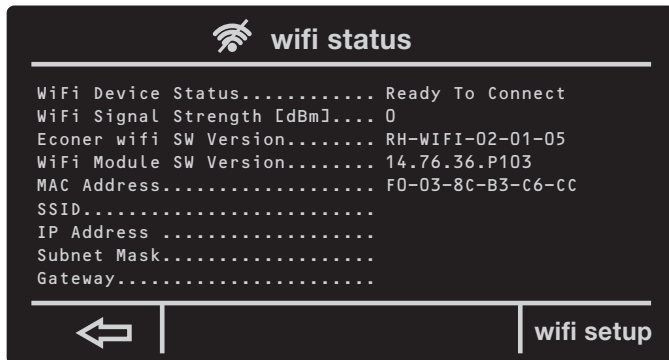 wifi status
WiFi Device Status............ Ready To Connect
WiFi Signal Strength [dBm].... 0
Econer wifi SW Version........ RH-WIFI-02-01-05
WiFi Module SW Version........ 14.76.36.P103
MAC Address................... F0-03-8C-B3-C6-CC
SSID..........................
IP Address ...................
Subnet Mask...................
Gateway.......................
wifi setup